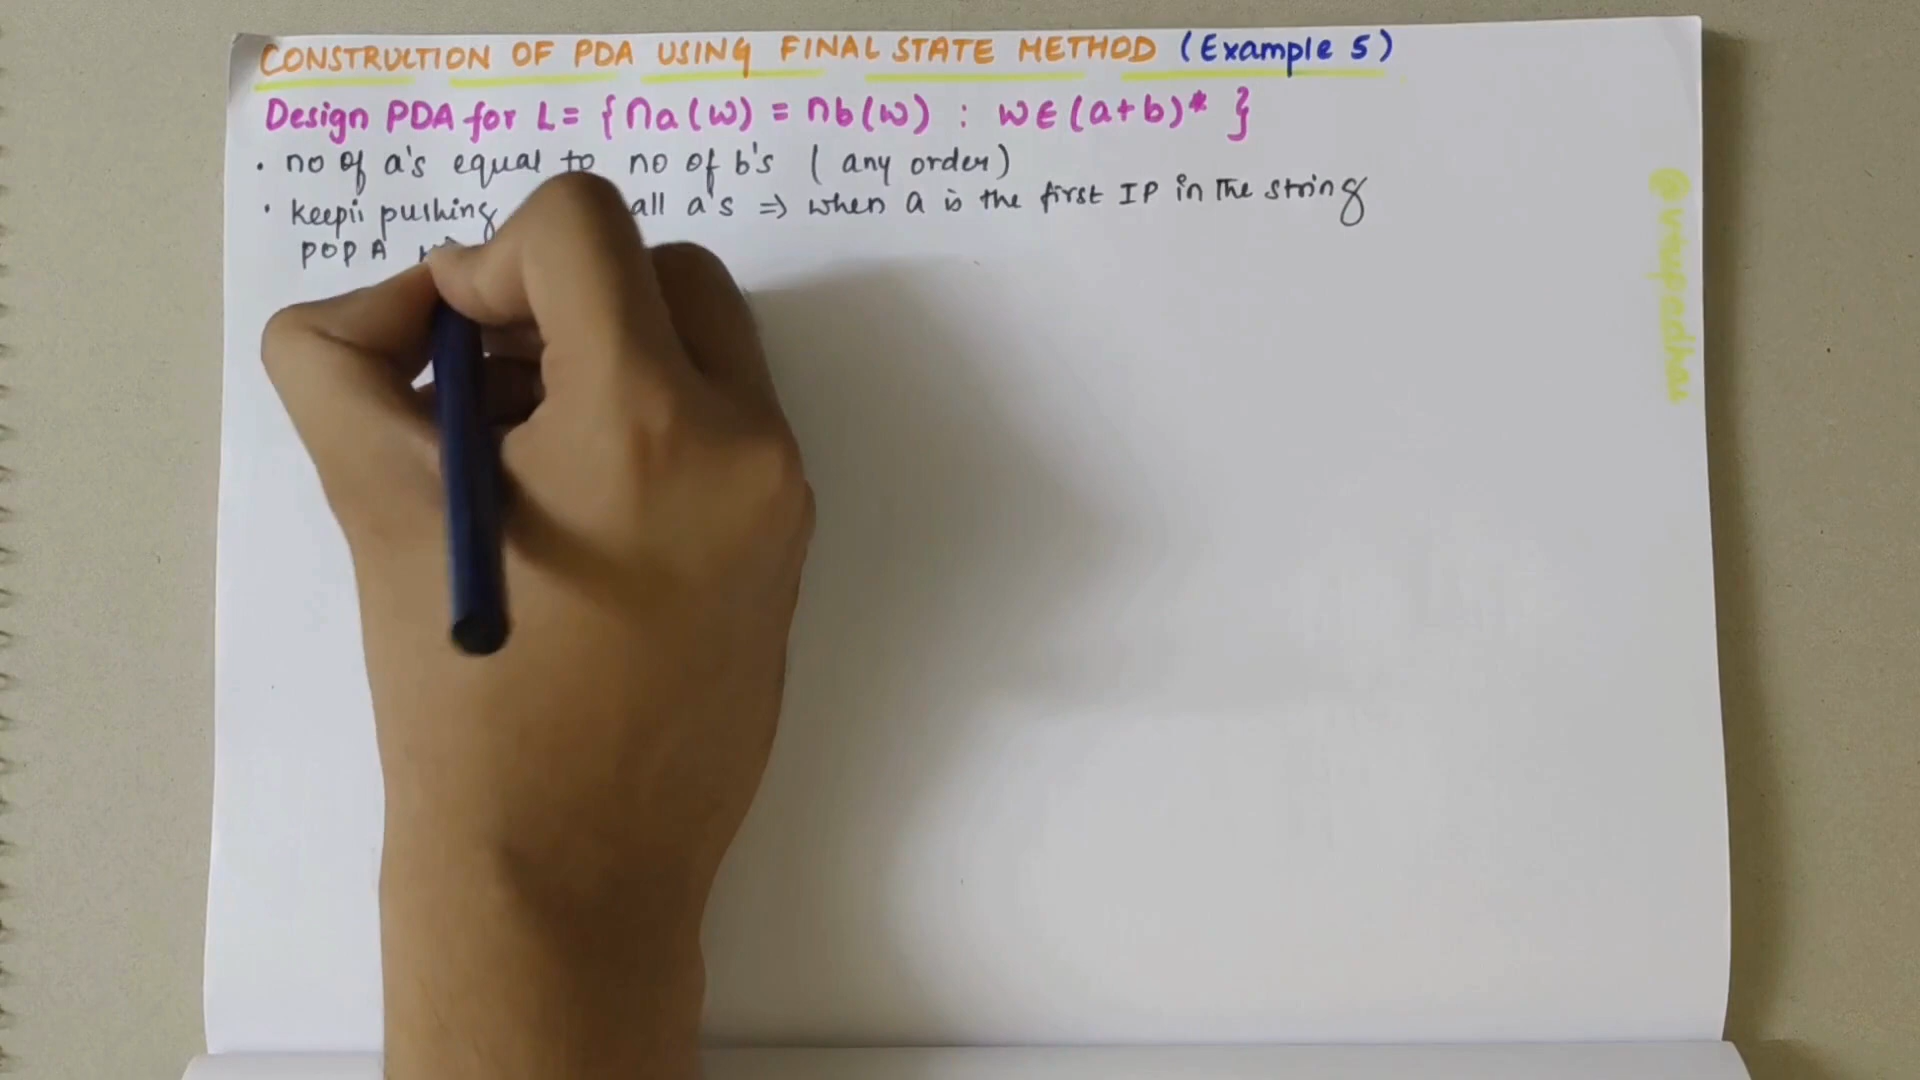 CONSTRUCTION OF PDA USING FINAL STATE METHOD (Example 5)
Design PDA for L= {na(w) = nb(w) : w∈(a+b)* }
• no of a's equal to no of b's (any order)
• keepii pushing all a's => when a is the first IP in the string
POP A